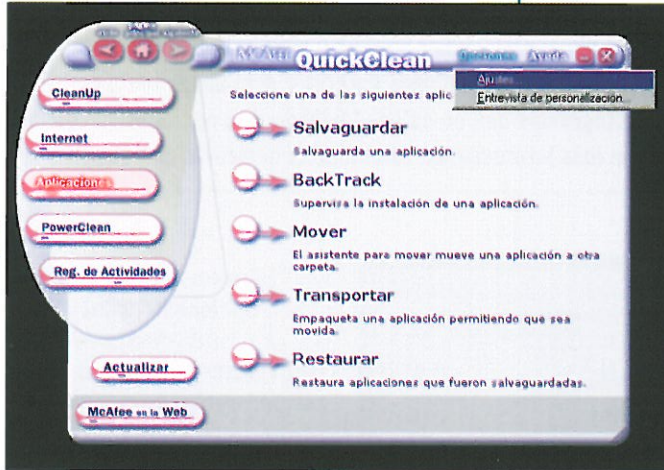 McAfee QuickClean Opciones Ayuda
Ajustes...
Entrevista de personalización...
CleanUp
Internet
Aplicaciones
PowerClean
Reg. de Actividades
Actualizar
McAfee en la Web
Seleccione una de las siguientes aplic
Salvaguardar
Salvaguarda una aplicación.
BackTrack
Supervisa la instalación de una aplicación.
Mover
El asistente para mover mueve una aplicación a otra
carpeta.
Transportar
Empaqueta una aplicación permitiendo que sea
movida.
Restaurar
Restaura aplicaciones que fueron salvaguardadas.